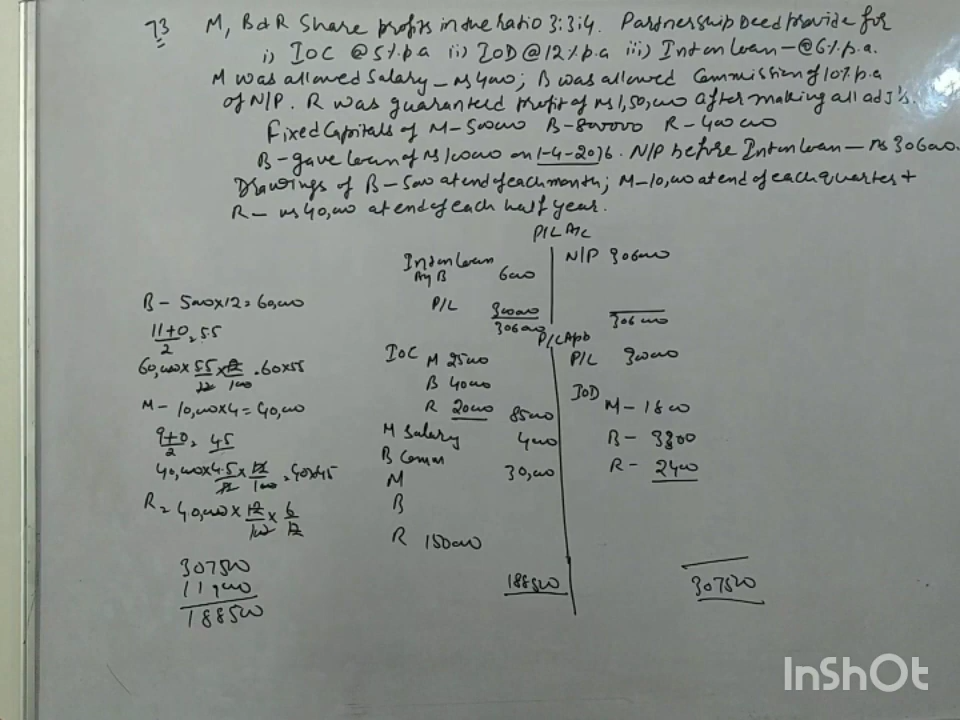 73 M, B & R Share profits in the ratio 3:3:4. Partnership Deed provide for
i) IOC @ 5% p.a ii) IOD @ 12% p.a iii) Int on loan - @ 6% p.a.
M was allowed Salary - Rs 4000; B was allowed Commission of 10% p.a
of N/P. R was guaranteed profit of Rs 1,50,000 after making all adj's.
Fixed Capitals of M - 500000 B - 800000 R - 400000
B - gave loan of Rs 100000 on 1-4-2016. N/P before Int on loan - Rs 306000.
Drawings of B - 5000 at end of each month; M - 10,000 at end of each quarter +
R - Rs 40,000 at end of each half year.
P/L A/c
Int on loan
B 6000
N/P 306000
P/L 300000
306000
306000
B - 5000 x 12 = 60,000
11+0/2 = 5.5
60,000 x 5.5/12 x 12/100 = 60 x 55
M - 10,000 x 4 = 40,000
9+0/2 = 4.5
40,000 x 4.5/12 x 12/100 = 40 x 45
R = 40,000 x 12/100 x 6/12
307500
119000
188500
P/L App
IOC M 25000
B 40000
R 20000 85000
M Salary 4000
B Comm 30,000
M
B
R 150000
188500
P/L 300000
IOD
M - 1800
B - 3300
R - 2400
307500